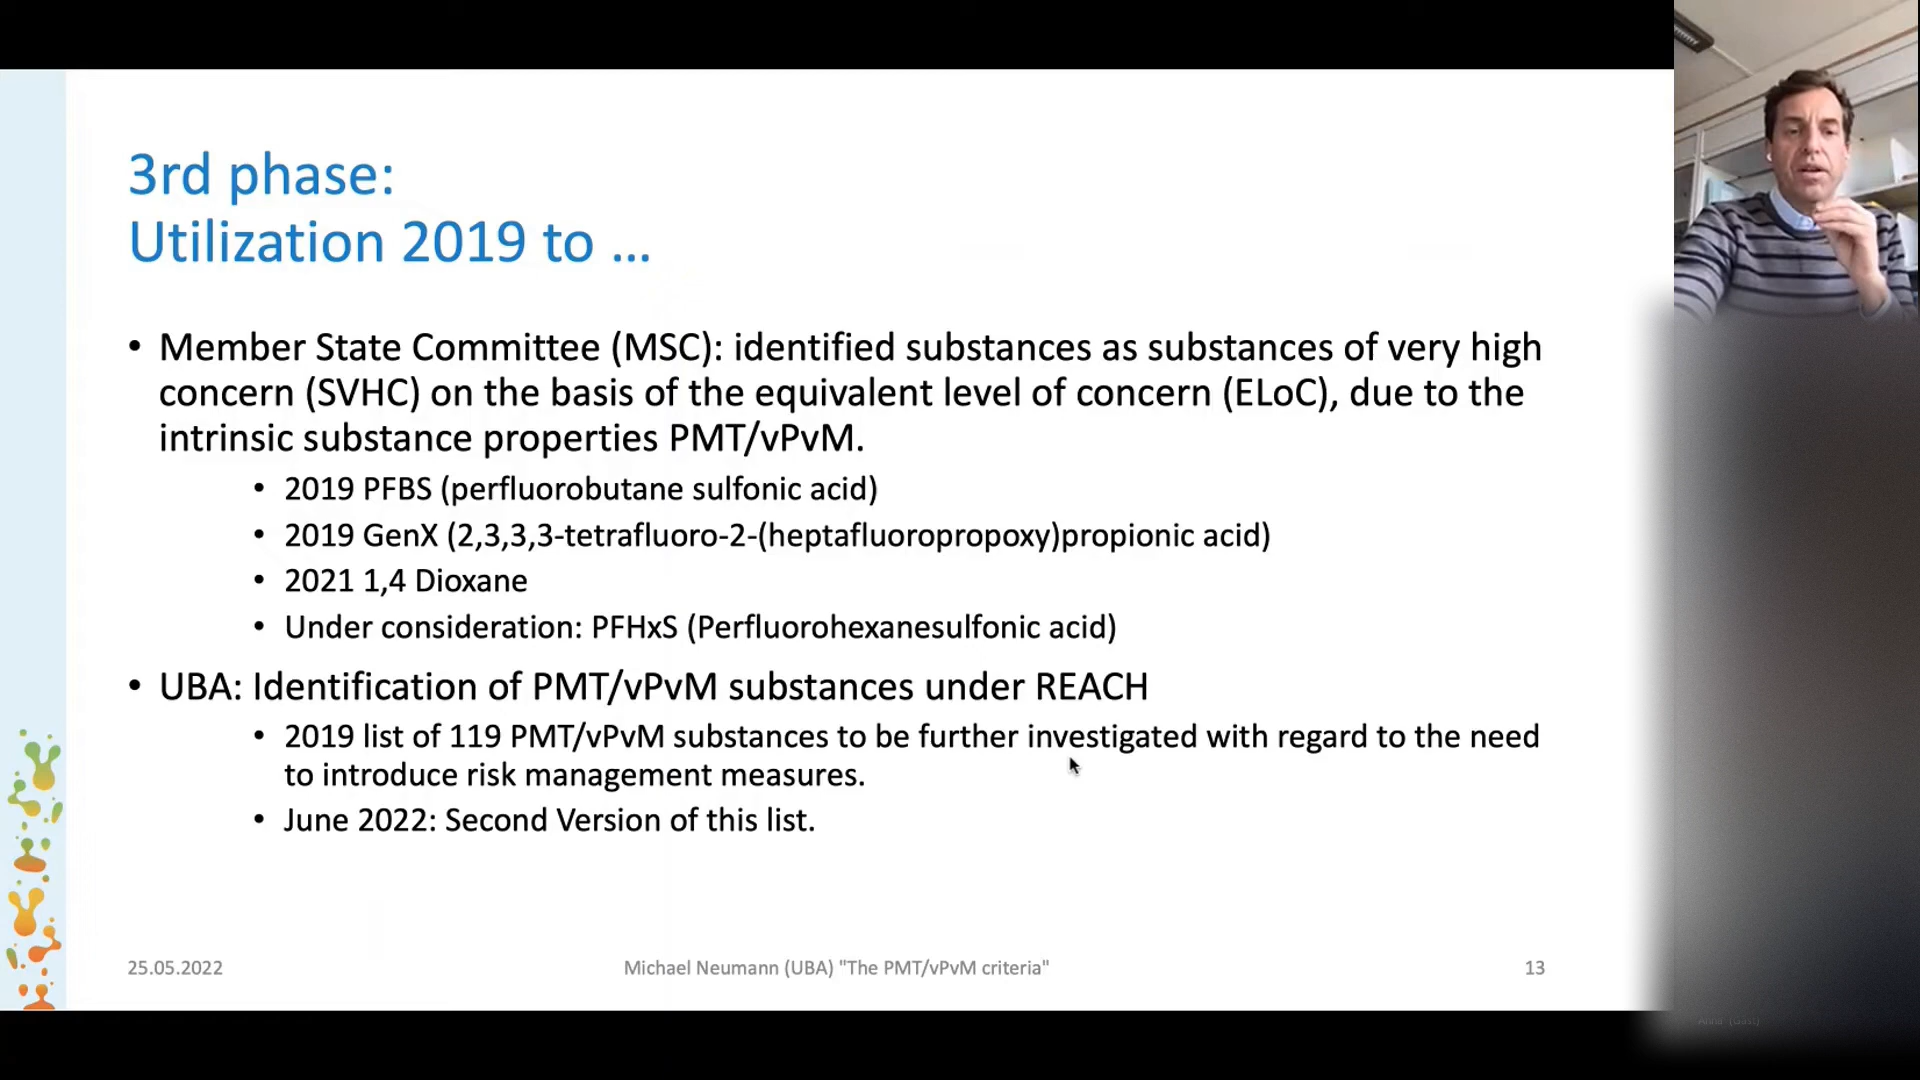 3rd phase:
Utilization 2019 to ...
• Member State Committee (MSC): identified substances as substances of very high
concern (SVHC) on the basis of the equivalent level of concern (ELoC), due to the
intrinsic substance properties PMT/vPvM.
• 2019 PFBS (perfluorobutane sulfonic acid)
• 2019 GenX (2,3,3,3-tetrafluoro-2-(heptafluoropropoxy)propionic acid)
• 2021 1,4 Dioxane
• Under consideration: PFHxS (Perfluorohexanesulfonic acid)
• UBA: Identification of PMT/vPvM substances under REACH
• 2019 list of 119 PMT/vPvM substances to be further investigated with regard to the need
to introduce risk management measures.
• June 2022: Second Version of this list.
25.05.2022
Michael Neumann (UBA) "The PMT/vPvM criteria"
13